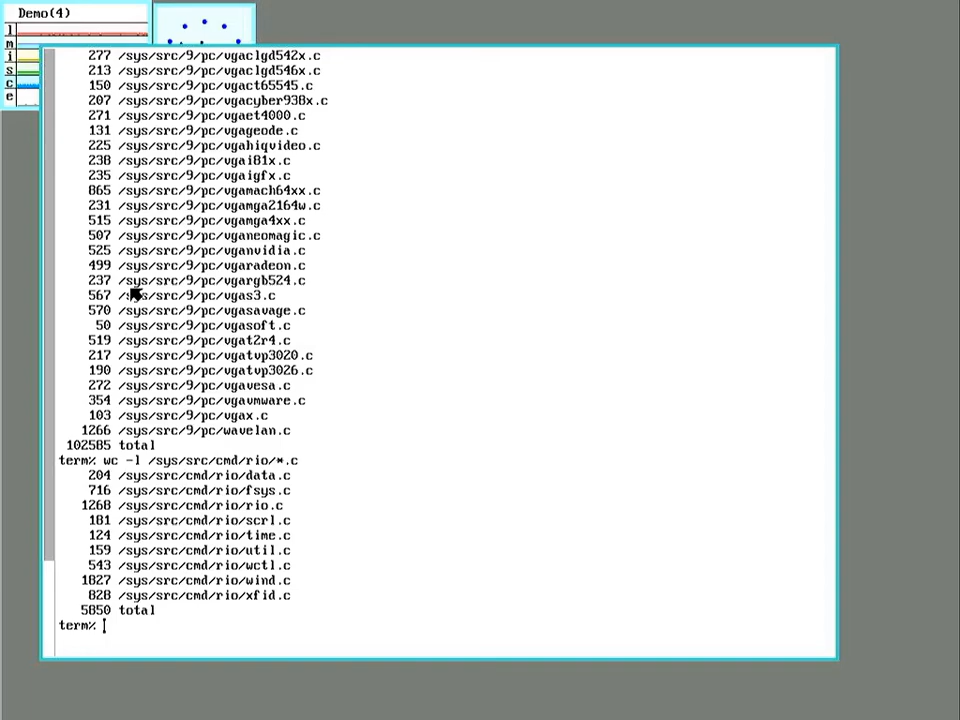 Demo(4)
l
m
i
s
c
e
277 /sys/src/9/pc/vgaclgd542x.c
213 /sys/src/9/pc/vgaclgd546x.c
150 /sys/src/9/pc/vgact65545.c
207 /sys/src/9/pc/vgacyber938x.c
271 /sys/src/9/pc/vgaet4000.c
131 /sys/src/9/pc/vgageode.c
225 /sys/src/9/pc/vgahiqvideo.c
238 /sys/src/9/pc/vgai81x.c
235 /sys/src/9/pc/vgaigfx.c
865 /sys/src/9/pc/vgamach64xx.c
231 /sys/src/9/pc/vgamga2164w.c
515 /sys/src/9/pc/vgamga4xx.c
507 /sys/src/9/pc/vganeomagic.c
525 /sys/src/9/pc/vganvidia.c
499 /sys/src/9/pc/vgaradeon.c
237 /sys/src/9/pc/vgargb524.c
567 /sys/src/9/pc/vgas3.c
570 /sys/src/9/pc/vgasavage.c
50 /sys/src/9/pc/vgasoft.c
519 /sys/src/9/pc/vgat2r4.c
217 /sys/src/9/pc/vgatvp3020.c
190 /sys/src/9/pc/vgatvp3026.c
272 /sys/src/9/pc/vgavesa.c
354 /sys/src/9/pc/vgavmware.c
103 /sys/src/9/pc/vgax.c
1266 /sys/src/9/pc/wavelan.c
102585 total
term% wc -l /sys/src/cmd/rio/*.c
204 /sys/src/cmd/rio/data.c
716 /sys/src/cmd/rio/fsys.c
1268 /sys/src/cmd/rio/rio.c
181 /sys/src/cmd/rio/scrl.c
124 /sys/src/cmd/rio/time.c
159 /sys/src/cmd/rio/util.c
543 /sys/src/cmd/rio/wctl.c
1827 /sys/src/cmd/rio/wind.c
828 /sys/src/cmd/rio/xfid.c
5850 total
term%